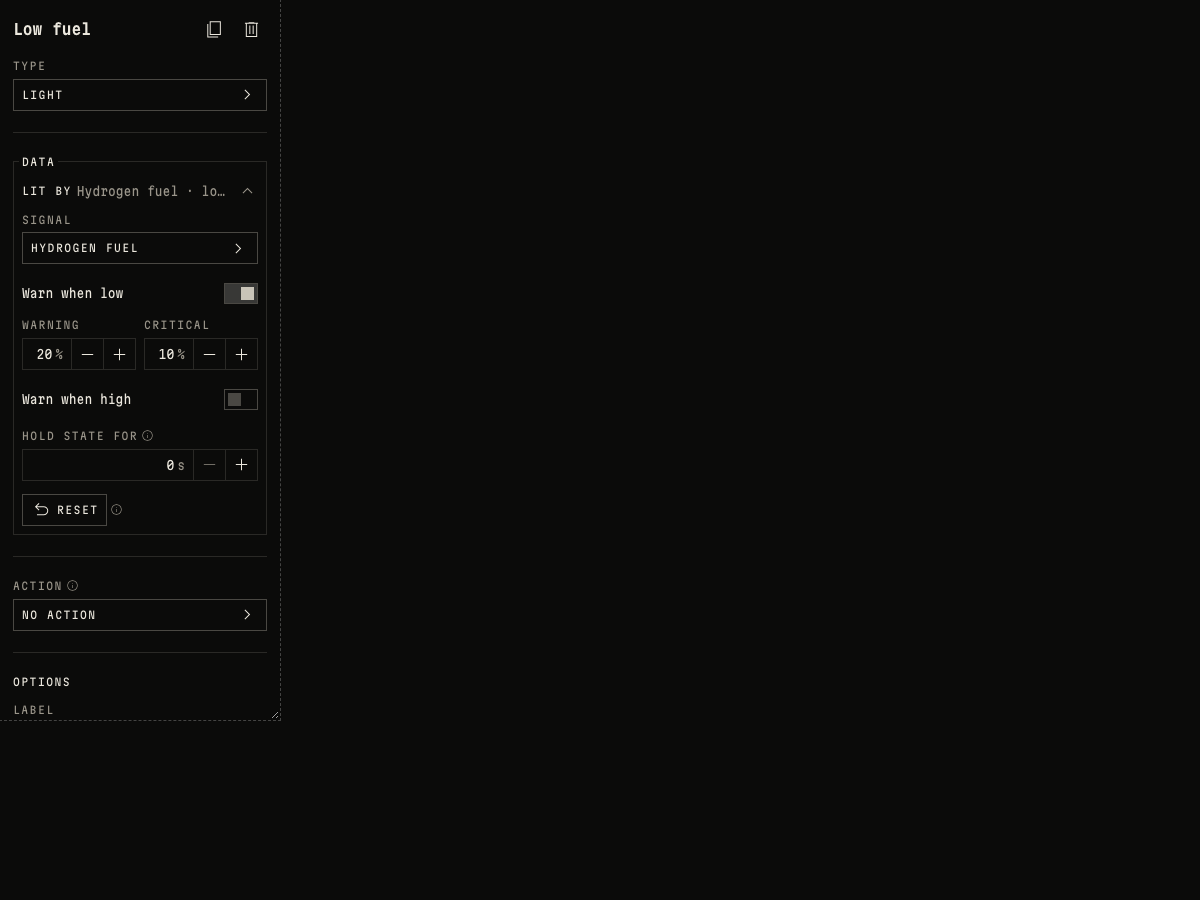 Low fuel
TYPE
LIGHT
DATA
LIT BY Hydrogen fuel · lo…
SIGNAL
HYDROGEN FUEL
Warn when low
WARNING CRITICAL
20 % 10 %
Warn when high
HOLD STATE FOR
0 s
RESET
ACTION
NO ACTION
OPTIONS
LABEL